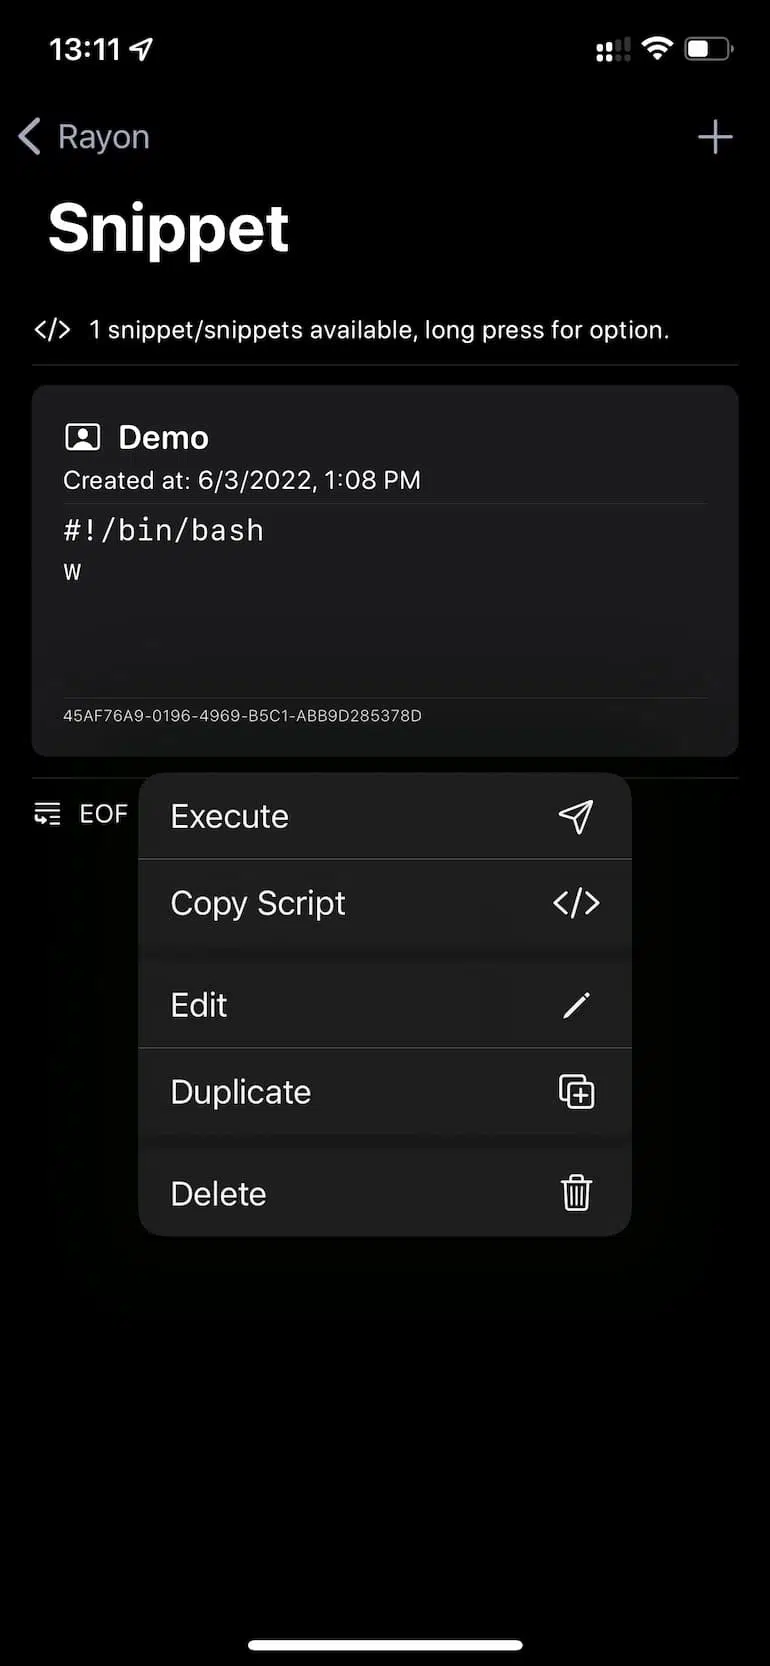 13:11
Rayon
Snippet
</> 1 snippet/snippets available, long press for option.
Demo
Created at: 6/3/2022, 1:08 PM
#!/bin/bash
w
45AF76A9-0196-4969-B5C1-ABB9D285378D
EOF
Execute
Copy Script </>
Edit
Duplicate
Delete